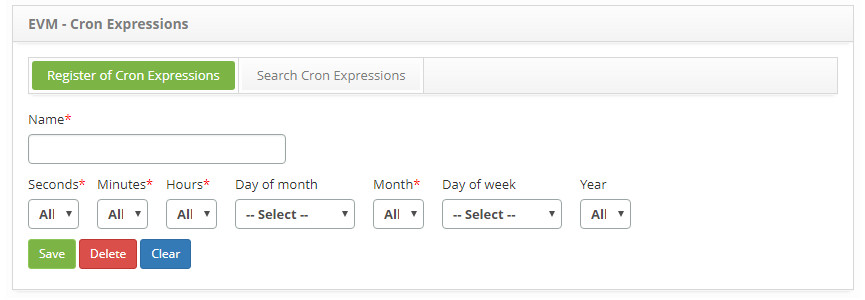 EVM - Cron Expressions
Register of Cron Expressions Search Cron Expressions
Name*
Seconds* Minutes* Hours* Day of month Month* Day of week Year
All All All -- Select -- All -- Select -- All
Save Delete Clear